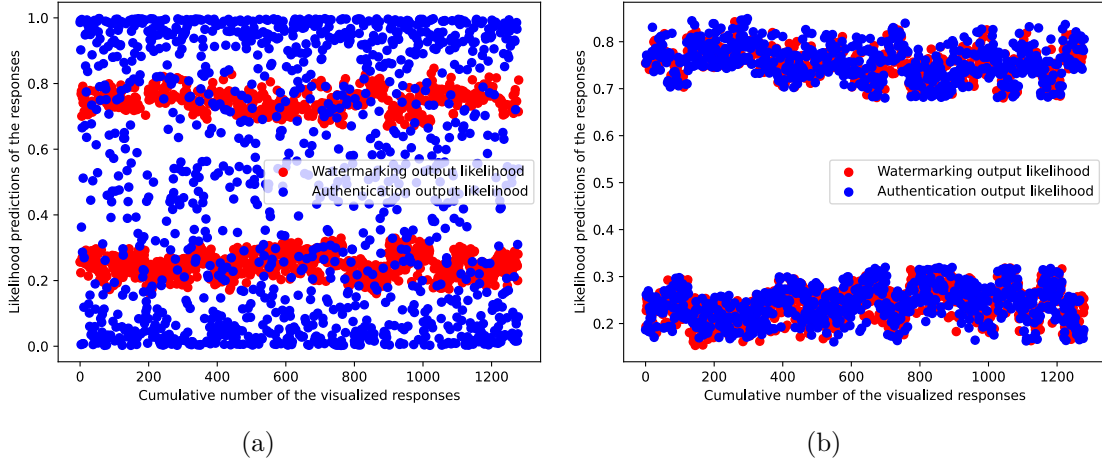 Likelihood predictions of the responses
1.0
0.8
0.6
0.4
0.2
0.0
Watermarking output likelihood
Authentication output likelihood
0 200 400 600 800 1000 1200
Cumulative number of the visualized responses
(a)
Likelihood predictions of the responses
0.8
0.7
0.6
0.5
0.4
0.3
0.2
Watermarking output likelihood
Authentication output likelihood
0 200 400 600 800 1000 1200
Cumulative number of the visualized responses
(b)